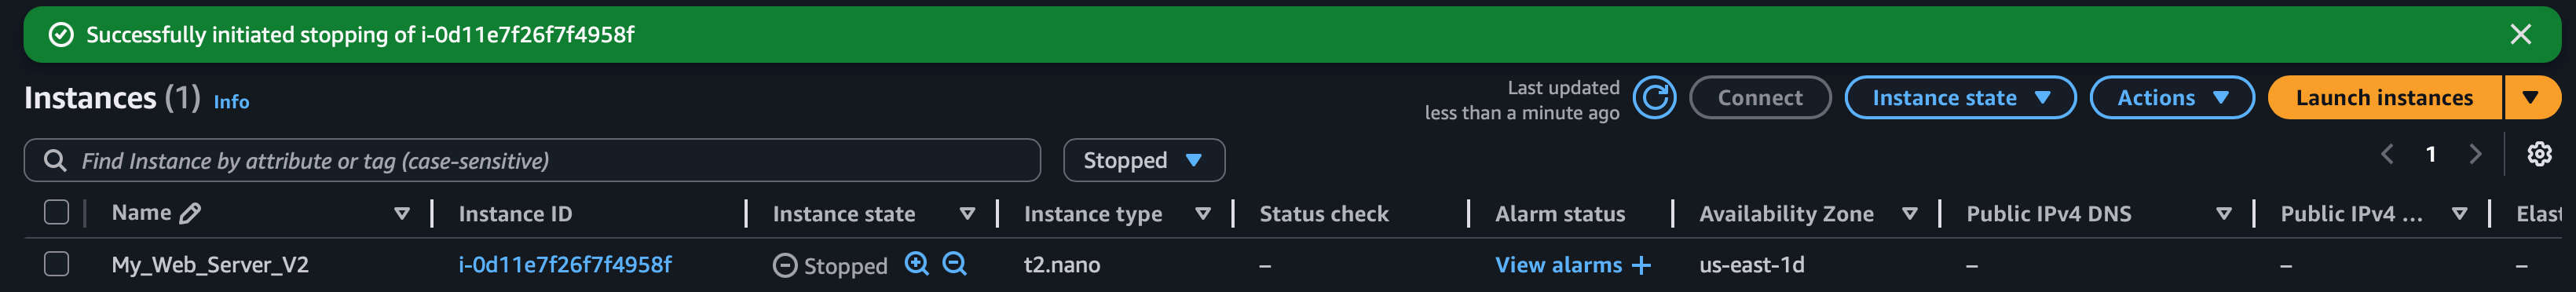 Successfully initiated stopping of i-0d11e7f26f7f4958f
Instances (1) Info
Last updated
less than a minute ago
Connect
Instance state
Actions
Launch instances
Find Instance by attribute or tag (case-sensitive)
Stopped
1
Name Instance ID Instance state Instance type Status check Alarm status Availability Zone Public IPv4 DNS Public IPv4 ... Elast
My_Web_Server_V2 i-0d11e7f26f7f4958f Stopped t2.nano – View alarms + us-east-1d – – –